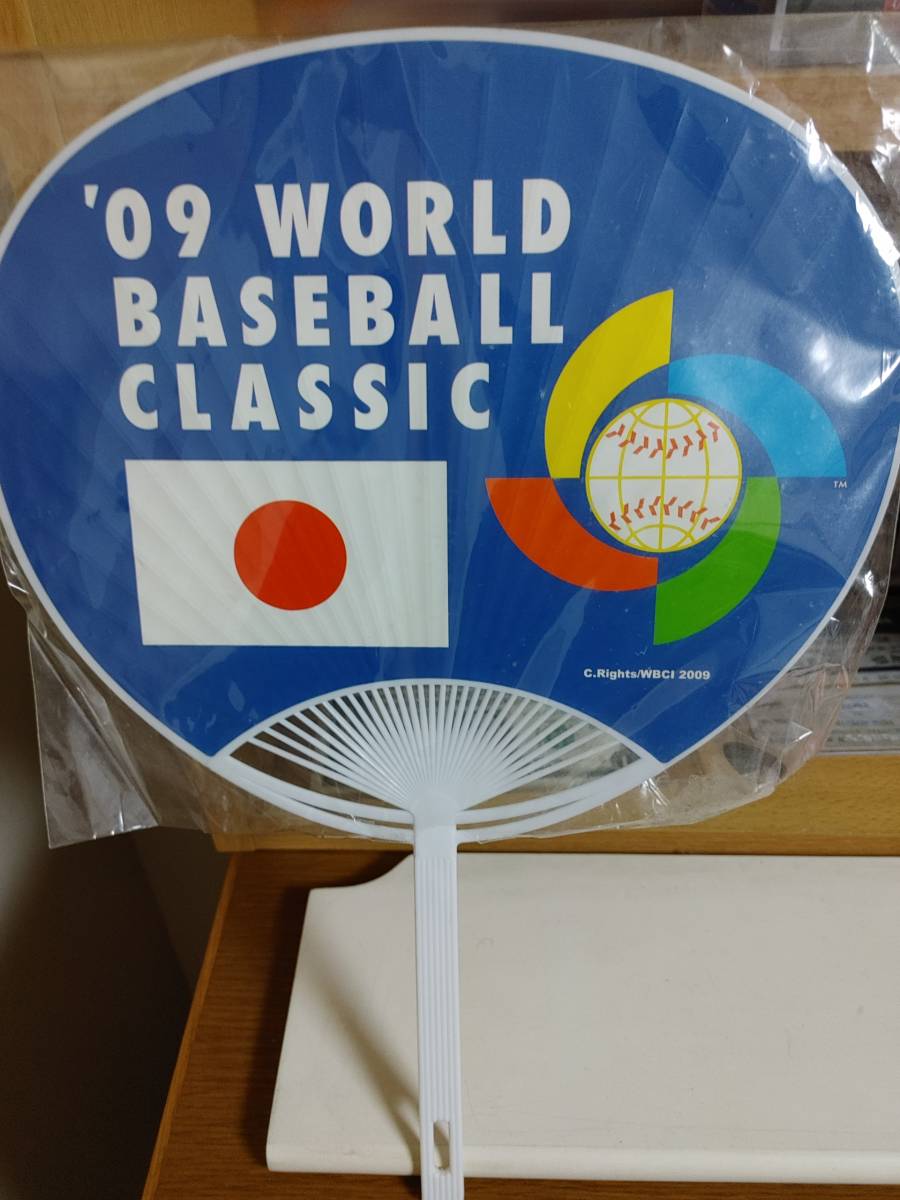 '09 WORLD
BASEBALL
CLASSIC
TM
C.Rights/WBCI 2009